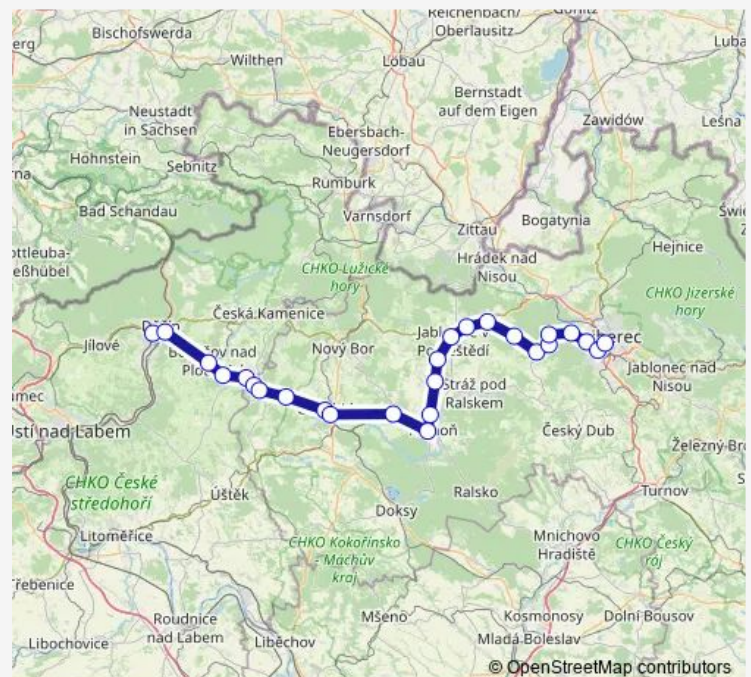 Reichenbach/
Oberlausitz
Görlitz
Bischofswerda
Löbau
Luba
Wilthen
Bernstadt
auf dem Eigen
Neustadt
in Sachsen
Ebersbach-
Neugersdorf
Zawidów
Leśna
Hohnstein
Sebnitz
Rumburk
Bad Schandau
Varnsdorf
Zittau
Bogatynia
Hrádek nad
Nisou
Hejnice
CHKO Lužické
hory
CHKO Jizerské
hory
Děčín
Česká Kamenice
Jílové
Nový Bor
Jablonec nad
Nisou
Stráž pod
Ralskem
Ústí nad Labem
Český Dub
Železný Bro
CHKO České
středohoří
Úštěk
Ralsko
Turnov
Doksy
Litoměřice
CHKO Kokořínsko
- Máchův
kraj
Mnichovo
Hradiště
CHKO Český
ráj
Mšeno
Kosmonosy
Dolní Bousov
Roudnice
nad Labem
Libochovice
Liběchov
Mladá Boleslav
© OpenStreetMap contributors